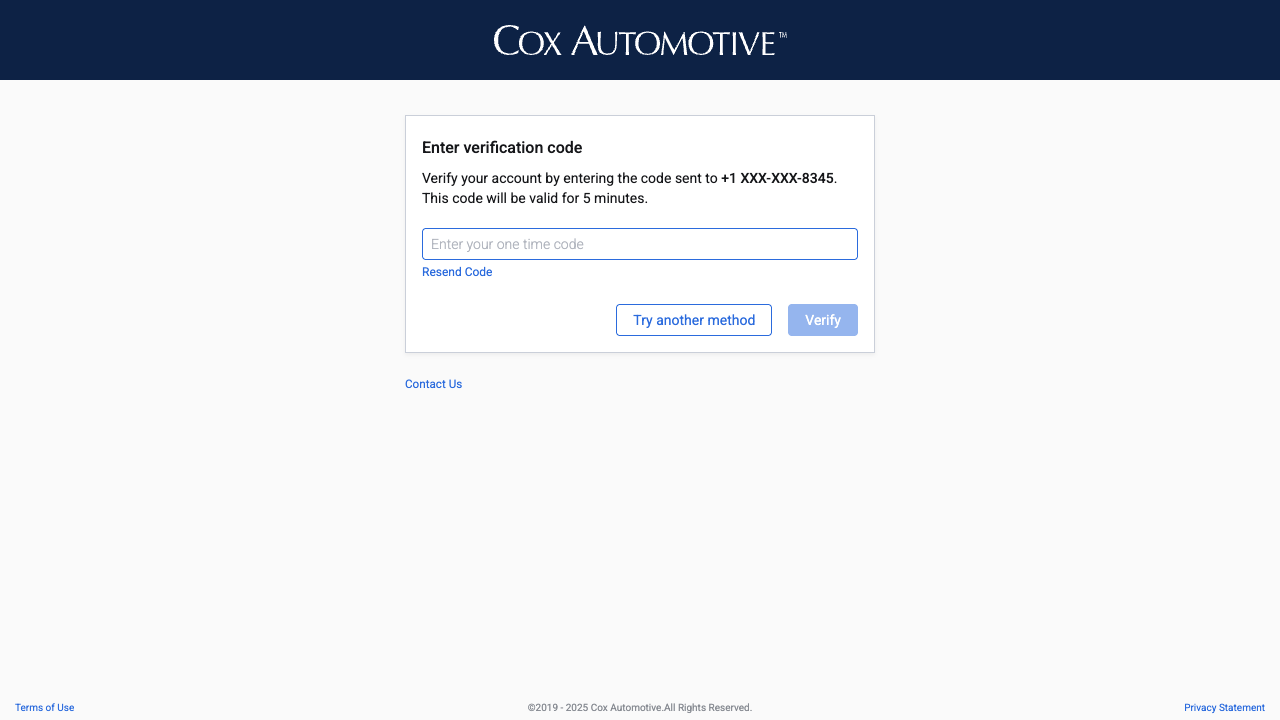 COX AUTOMOTIVE™
Enter verification code
Verify your account by entering the code sent to +1 XXX-XXX-8345.
This code will be valid for 5 minutes.
Enter your one time code
Resend Code
Try another method
Verify
Contact Us
Terms of Use
©2019 - 2025 Cox Automotive.All Rights Reserved.
Privacy Statement